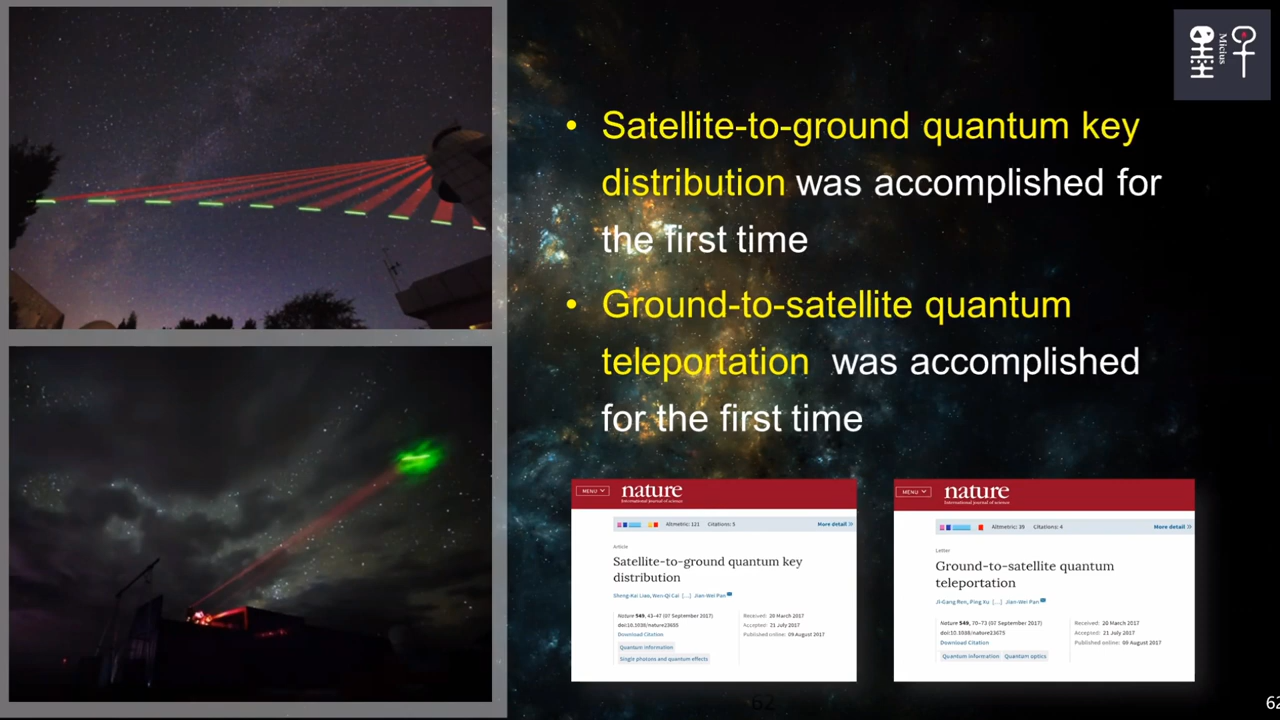 墨子
Micius
• Satellite-to-ground quantum key
distribution was accomplished for
the first time
• Ground-to-satellite quantum
teleportation was accomplished
for the first time
MENU
nature
International journal of science
Altmetric: 121 Citations: 5 More detail »
Article
Satellite-to-ground quantum key
distribution
Sheng-Kai Liao, Wen-Qi Cai [...] Jian-Wei Pan
Nature 549, 43–47 (07 September 2017)
doi:10.1038/nature23655
Download Citation
Quantum information
Single photons and quantum effects
Received: 20 March 2017
Accepted: 21 July 2017
Published online: 09 August 2017
MENU
nature
International journal of science
Altmetric: 39 Citations: 4 More detail »
Letter
Ground-to-satellite quantum
teleportation
Ji-Gang Ren, Ping Xu [...] Jian-Wei Pan
Nature 549, 70–73 (07 September 2017)
doi:10.1038/nature23675
Download Citation
Quantum information Quantum optics
Received: 20 March 2017
Accepted: 21 July 2017
Published online: 09 August 2017
62
62